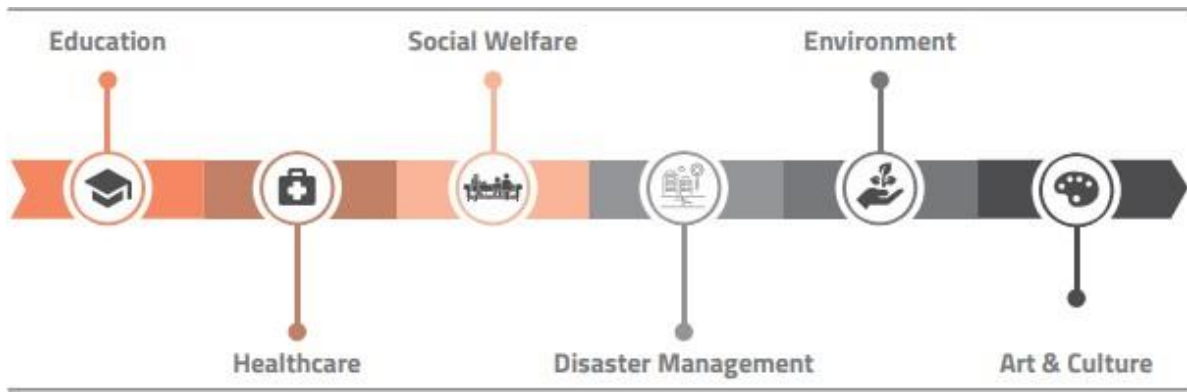 Education
Social Welfare
Environment
Healthcare
Disaster Management
Art & Culture